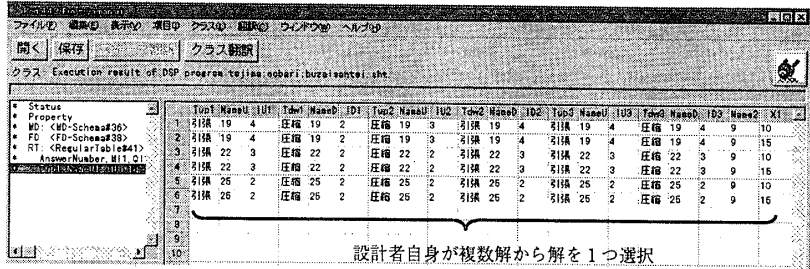 ファイル(F) 編集(E) 表示(V) 項目(I) クラス(C) 翻訳(I) ウィンドウ(W) ヘルプ(H)
開く 保存 クラス翻訳
クラス: Execution result of DSP program tejima:oobari:buzaisantei.sht
* Status
* Property
* MD: <MD-Schema#36>
* FD <FD-Schema#38>
* RT: <RegularTable#41>
* AnswerNumber, Wi1, Q1
Tup1 NameU IU1 Tdw1 NameD ID1 Tup2 NameU IU2 Tdw2 NameD ID2 Tup3 NameU IU3 Tdw3 NameD ID3 Name2 X1
1 引張 19 4 圧縮 19 2 圧縮 19 3 引張 19 4 引張 19 4 圧縮 19 4 9 10
2 引張 19 4 圧縮 19 2 圧縮 19 3 引張 19 4 引張 19 4 圧縮 19 4 9 15
3 引張 22 3 圧縮 22 2 圧縮 22 2 引張 22 3 引張 22 3 圧縮 22 3 9 10
4 引張 22 3 圧縮 22 2 圧縮 22 2 引張 22 3 引張 22 3 圧縮 22 3 9 15
5 引張 25 2 圧縮 25 2 圧縮 25 2 引張 25 2 引張 25 2 圧縮 25 2 9 10
6 引張 25 2 圧縮 25 2 圧縮 25 2 引張 25 2 引張 25 2 圧縮 25 2 9 15
7
8
9
10 設計者自身が複数解から解を1つ選択